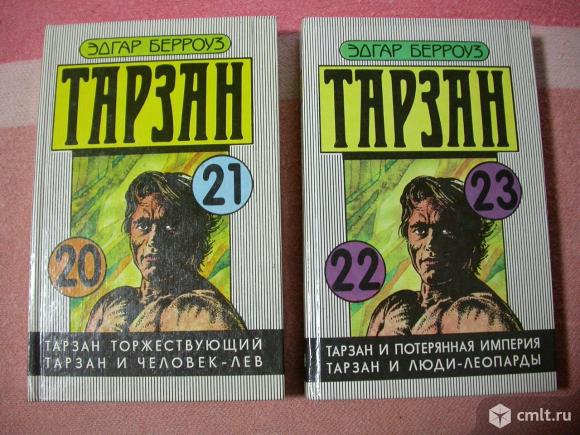 ЭДГАР БЕРРОУЗ
ТАРЗАН
21
20
ТАРЗАН ТОРЖЕСТВУЮЩИЙ
ТАРЗАН И ЧЕЛОВЕК-ЛЕВ
ЭДГАР БЕРРОУЗ
ТАРЗАН
23
22
ТАРЗАН И ПОТЕРЯННАЯ ИМПЕРИЯ
ТАРЗАН И ЛЮДИ-ЛЕОПАРДЫ
cmlt.ru